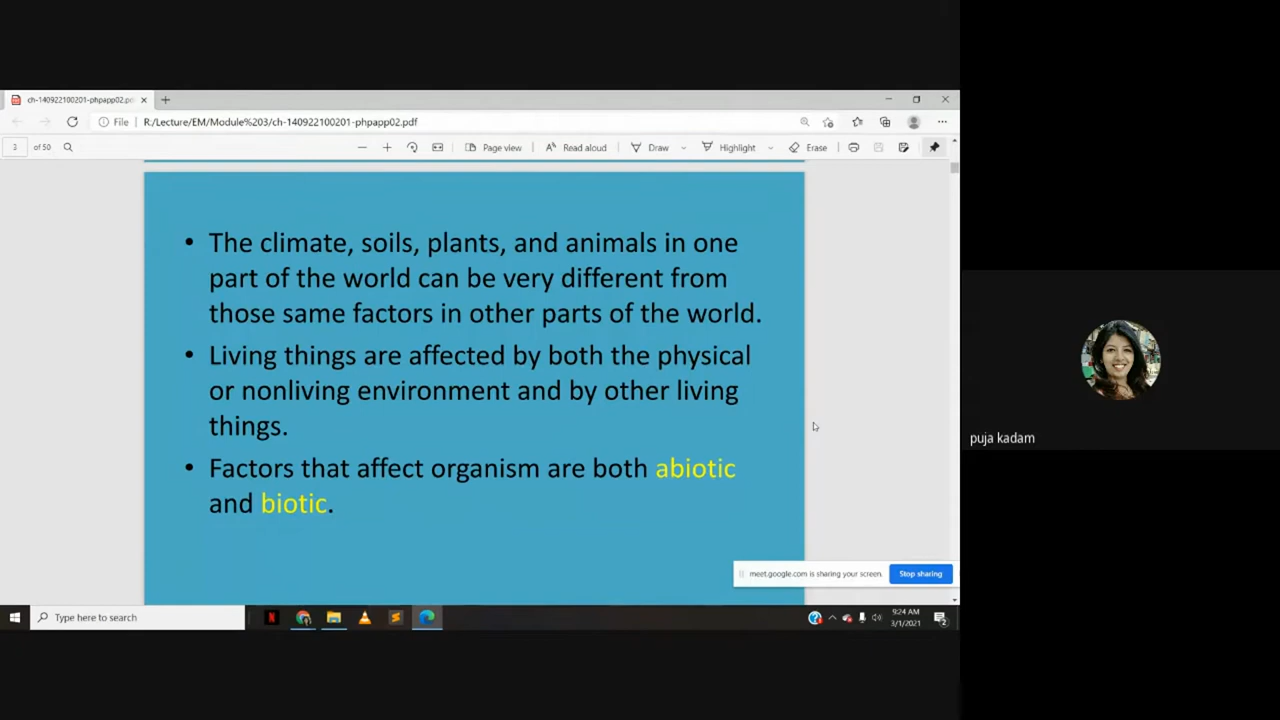 ch-140922100201-phpapp02.pd
File
R:/Lecture/EM/Module%203/ch-140922100201-phpapp02.pdf
3 of 50
Page view
Read aloud
Draw
Highlight
Erase
• The climate, soils, plants, and animals in one
part of the world can be very different from
those same factors in other parts of the world.
• Living things are affected by both the physical
or nonliving environment and by other living
things.
• Factors that affect organism are both abiotic
and biotic.
puja kadam
meet.google.com is sharing your screen.
Stop sharing
Type here to search
9:24 AM
3/1/2021